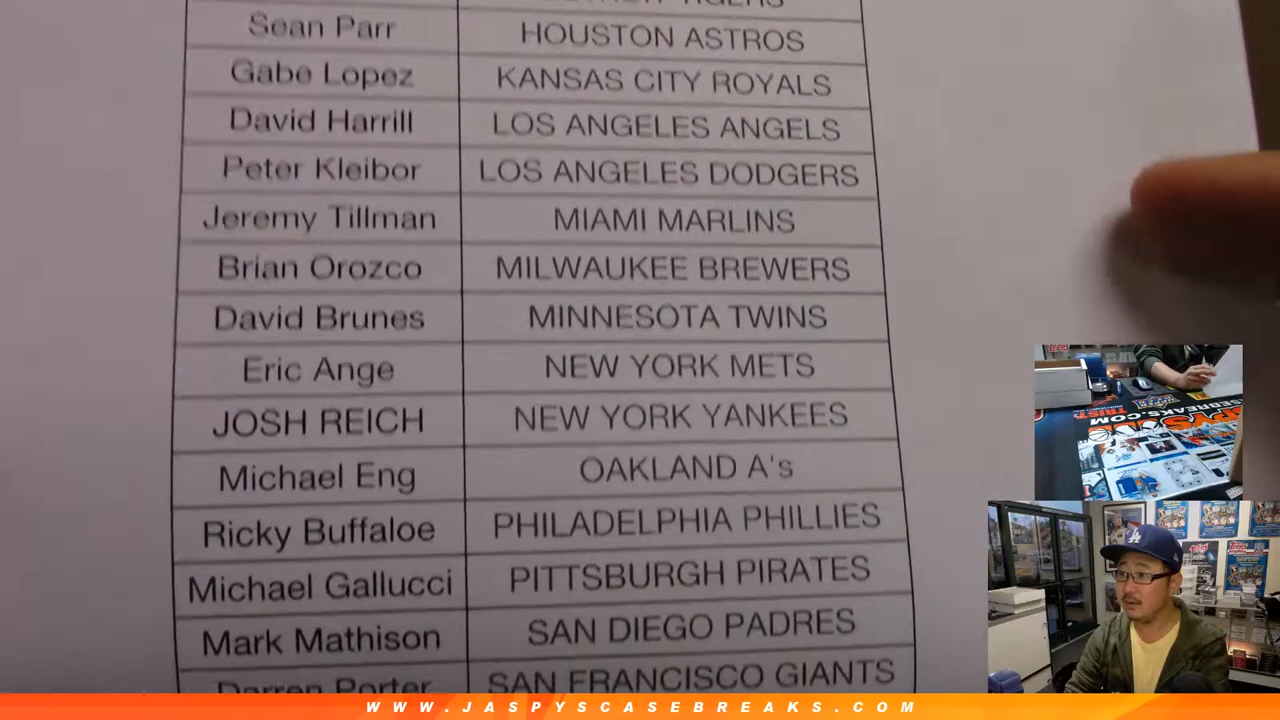 TIGERS
Sean Parr HOUSTON ASTROS
Gabe Lopez KANSAS CITY ROYALS
David Harrill LOS ANGELES ANGELS
Peter Kleibor LOS ANGELES DODGERS
Jeremy Tillman MIAMI MARLINS
Brian Orozco MILWAUKEE BREWERS
David Brunes MINNESOTA TWINS
Eric Ange NEW YORK METS
JOSH REICH NEW YORK YANKEES
Michael Eng OAKLAND A's
Ricky Buffaloe PHILADELPHIA PHILLIES
Michael Gallucci PITTSBURGH PIRATES
Mark Mathison SAN DIEGO PADRES
Darren Porter SAN FRANCISCO GIANTS
WWW.JASPYSCASEBREAKS.COM